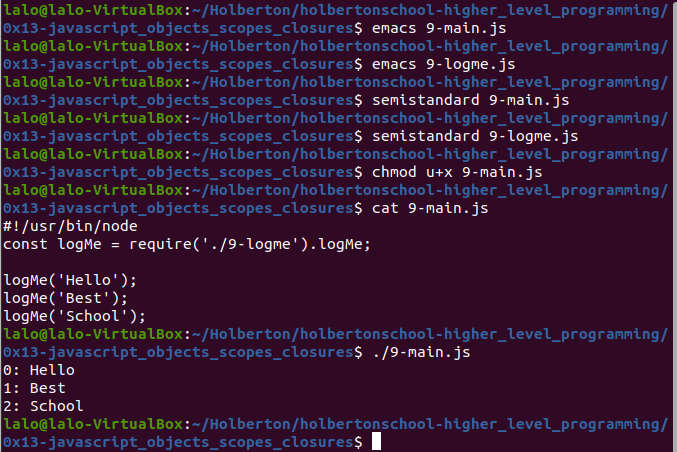 lalo@lalo-VirtualBox:~/Holberton/holbertonschool-higher_level_programming/
0x13-javascript_objects_scopes_closures$ emacs 9-main.js
lalo@lalo-VirtualBox:~/Holberton/holbertonschool-higher_level_programming/
0x13-javascript_objects_scopes_closures$ emacs 9-logme.js
lalo@lalo-VirtualBox:~/Holberton/holbertonschool-higher_level_programming/
0x13-javascript_objects_scopes_closures$ semistandard 9-main.js
lalo@lalo-VirtualBox:~/Holberton/holbertonschool-higher_level_programming/
0x13-javascript_objects_scopes_closures$ semistandard 9-logme.js
lalo@lalo-VirtualBox:~/Holberton/holbertonschool-higher_level_programming/
0x13-javascript_objects_scopes_closures$ chmod u+x 9-main.js
lalo@lalo-VirtualBox:~/Holberton/holbertonschool-higher_level_programming/
0x13-javascript_objects_scopes_closures$ cat 9-main.js
#!/usr/bin/node
const logMe = require('./9-logme').logMe;

logMe('Hello');
logMe('Best');
logMe('School');
lalo@lalo-VirtualBox:~/Holberton/holbertonschool-higher_level_programming/
0x13-javascript_objects_scopes_closures$ ./9-main.js
0: Hello
1: Best
2: School
lalo@lalo-VirtualBox:~/Holberton/holbertonschool-higher_level_programming/
0x13-javascript_objects_scopes_closures$